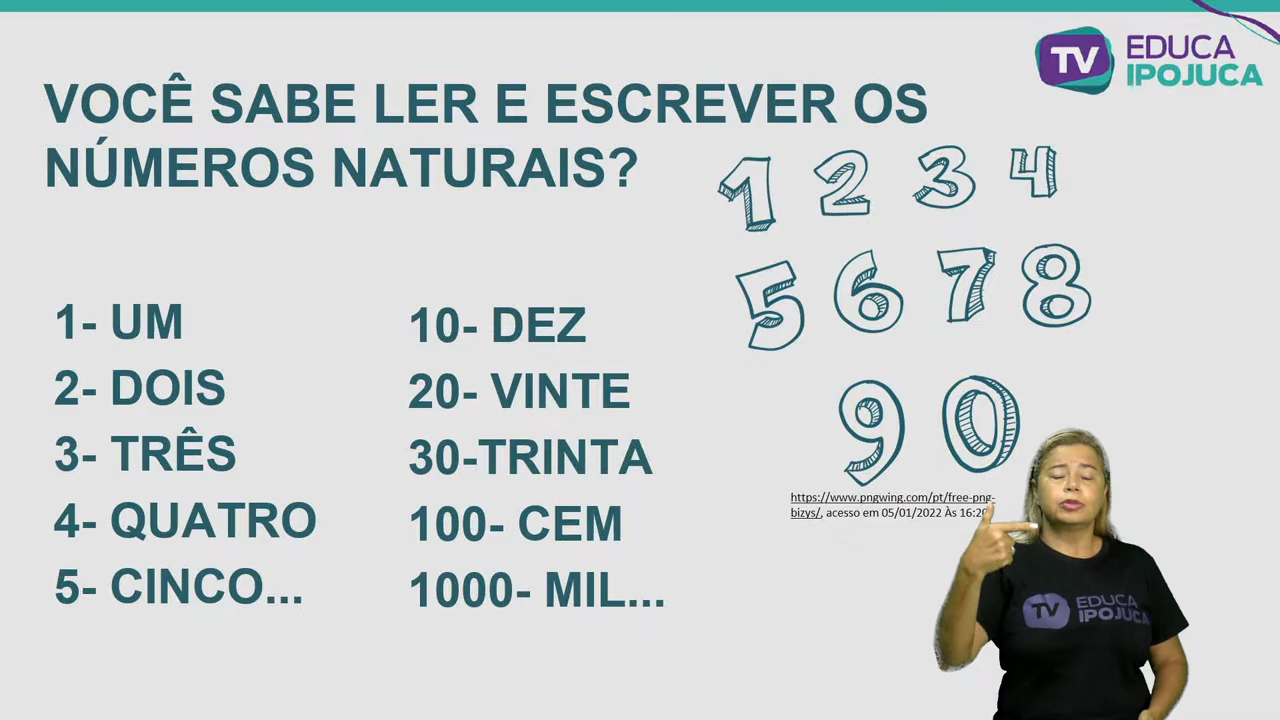 TV EDUCA
IPOJUCA
VOCÊ SABE LER E ESCREVER OS
NÚMEROS NATURAIS?
1 2 3 4
5 6 7 8
9 0
1- UM
2- DOIS
3- TRÊS
4- QUATRO
5- CINCO...
10- DEZ
20- VINTE
30-TRINTA
100- CEM
1000- MIL...
https://www.pngwing.com/pt/free-png-
bizys/, acesso em 05/01/2022 Às
TV EDUCA
IPOJUCA